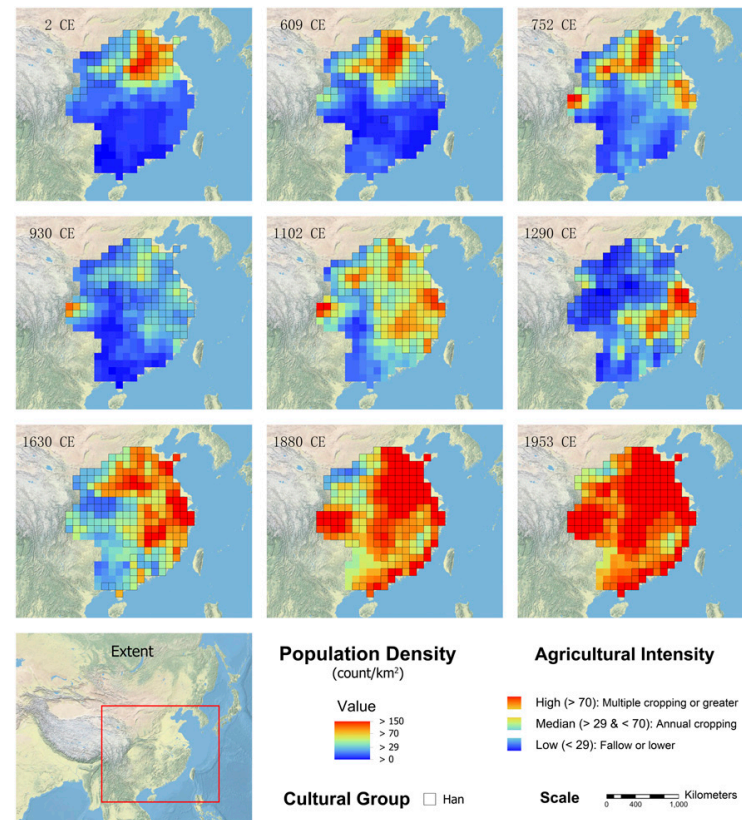 2 CE
609 CE
752 CE
930 CE
1102 CE
1290 CE
1630 CE
1880 CE
1953 CE
Extent
Population Density
(count/km²)
Value
> 150
> 70
> 29
> 0
Cultural Group
Han
Agricultural Intensity
High (> 70): Multiple cropping or greater
Median (> 29 & < 70): Annual cropping
Low (< 29): Fallow or lower
Scale
Kilometers
0 400 1,000